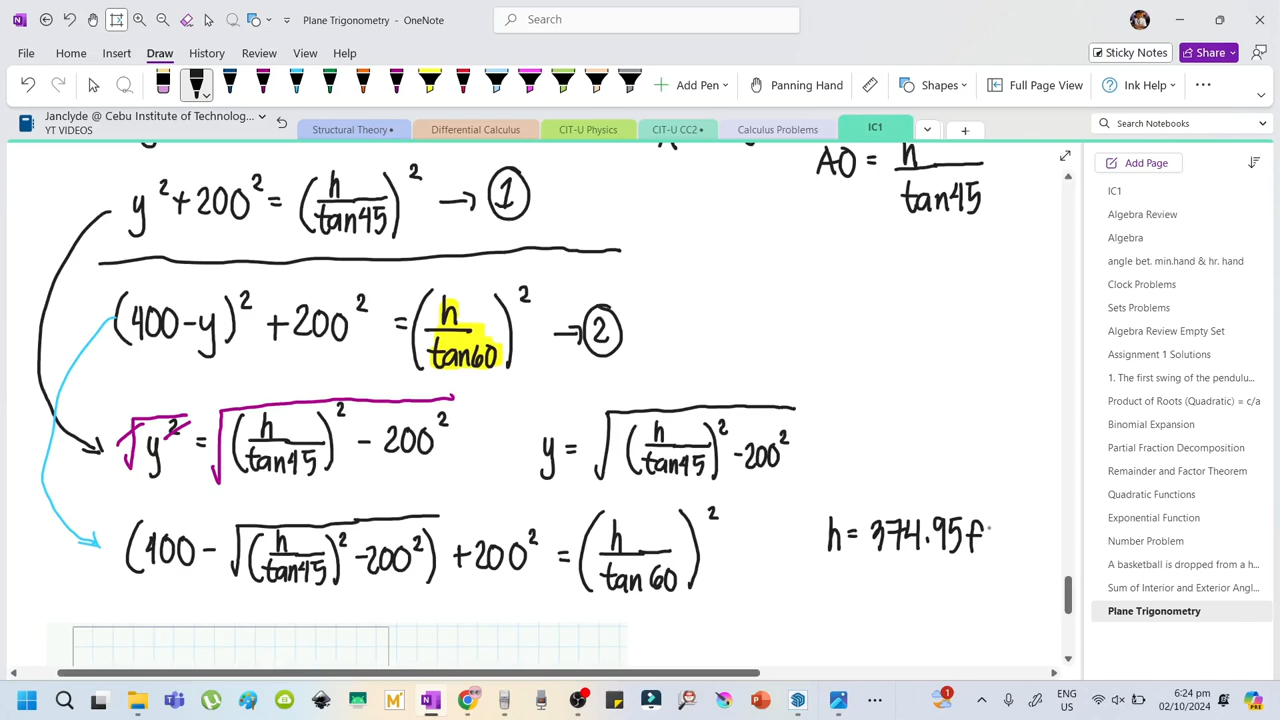 Plane Trigonometry - OneNote
Search
File Home Insert Draw History Review View Help
Sticky Notes
Share
Add Pen
Panning Hand
Shapes
Full Page View
Ink Help
Janclyde @ Cebu Institute of Technolog...
YT VIDEOS
Structural Theory
Differential Calculus
CIT-U Physics
CIT-U CC2
Calculus Problems
IC1
Search Notebooks
Add Page
IC1
Algebra Review
Algebra
angle bet. min.hand & hr. hand
Clock Problems
Sets Problems
Algebra Review Empty Set
Assignment 1 Solutions
1. The first swing of the pendulu...
Product of Roots (Quadratic) = c/a
Binomial Expansion
Partial Fraction Decomposition
Remainder and Factor Theorem
Quadratic Functions
Exponential Function
Number Problem
A basketball is dropped from a h...
Sum of Interior and Exterior Angl...
Plane Trigonometry
AO = h/tan45
y² + 200² = (h/tan45)² → ①
(400 - y)² + 200² = (h/tan60)² → ②
√y² = √(h/tan45)² - 200²
y = √(h/tan45)² - 200²
(400 - √(h/tan45)² - 200²) + 200² = (h/tan 60)²
h = 374.95f
1
ENG
US
6:24 pm
02/10/2024